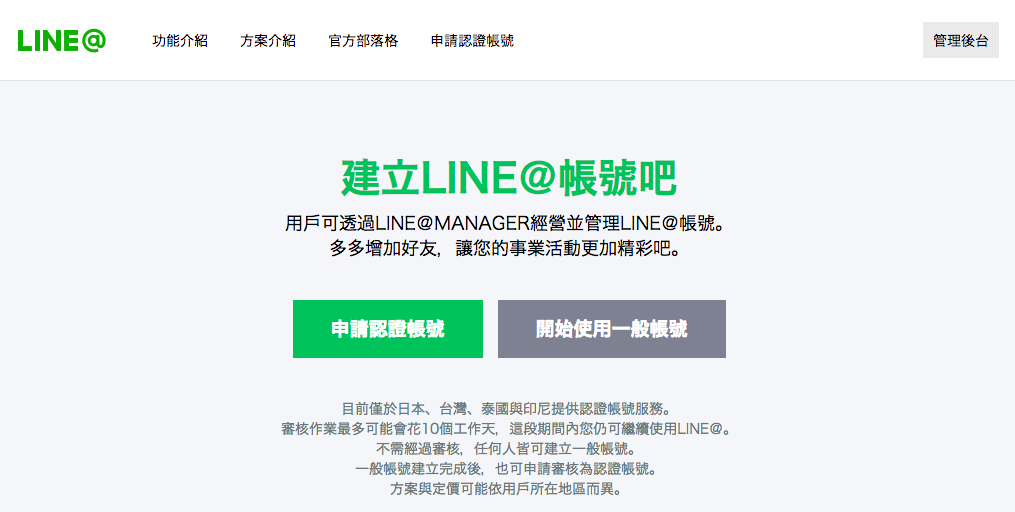 LINE@
功能介紹
方案介紹
官方部落格
申請認證帳號
管理後台
建立LINE@帳號吧
用戶可透過LINE@MANAGER經營並管理LINE@帳號。
多多增加好友，讓您的事業活動更加精彩吧。
申請認證帳號
開始使用一般帳號
目前僅於日本、台灣、泰國與印尼提供認證帳號服務。
審核作業最多可能會花10個工作天，這段期間內您仍可繼續使用LINE@。
不需經過審核，任何人皆可建立一般帳號。
一般帳號建立完成後，也可申請審核為認證帳號。
方案與定價可能依用戶所在地區而異。